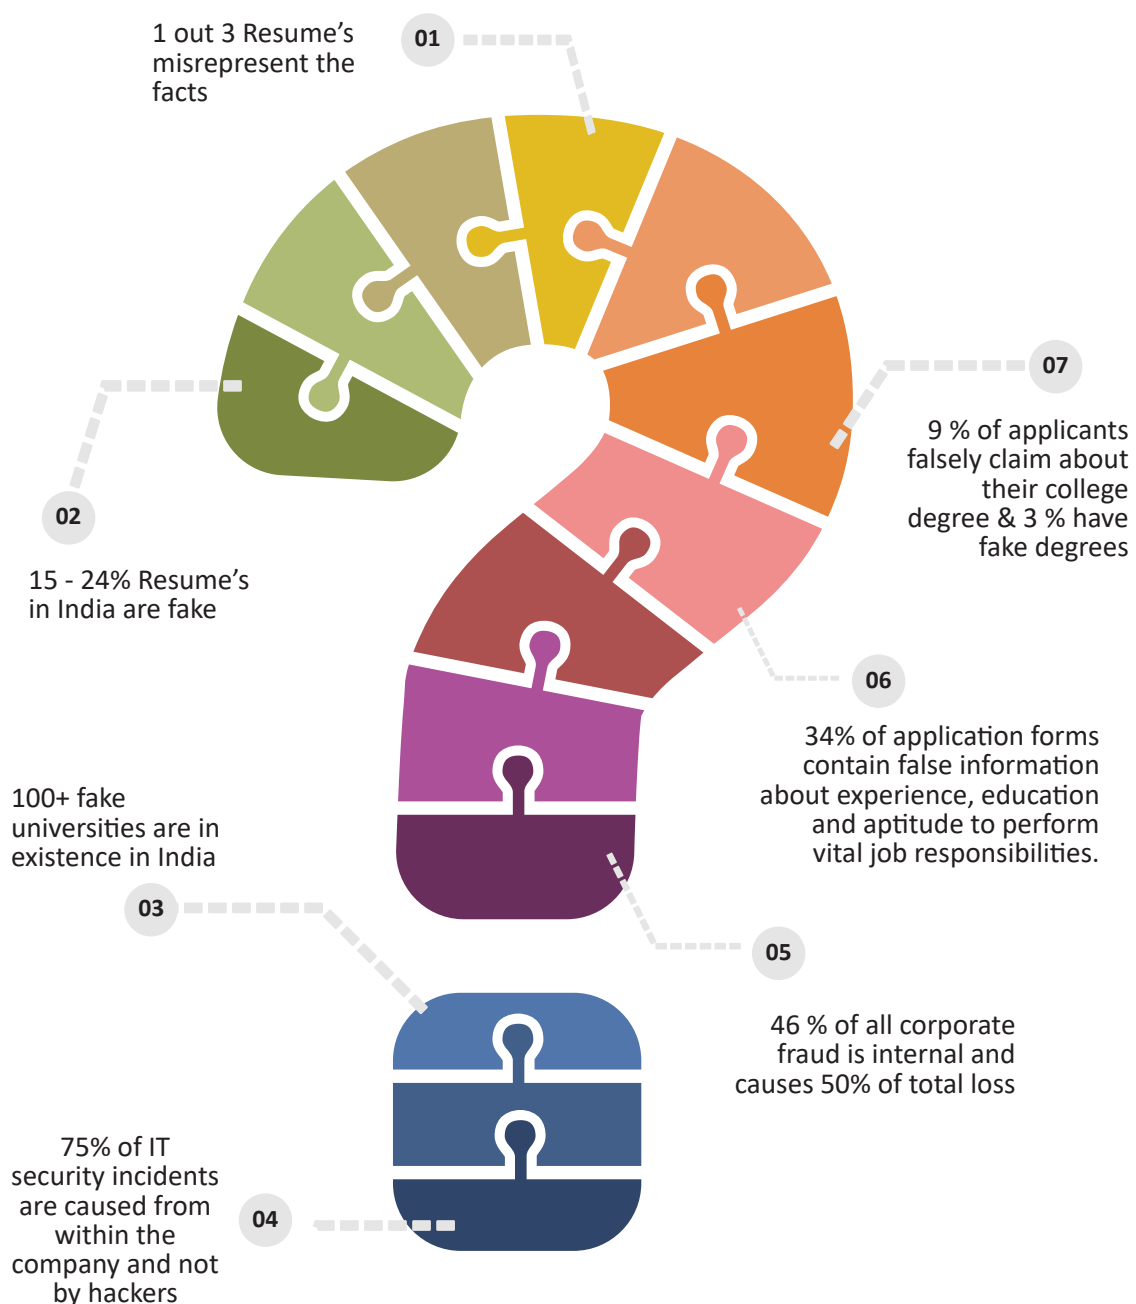 1 out 3 Resume’s
misrepresent the
facts
01
02
15 - 24% Resume’s
in India are fake
07
9 % of applicants
falsely claim about
their college
degree & 3 % have
fake degrees
06
34% of application forms
contain false information
about experience, education
and aptitude to perform
vital job responsibilities.
100+ fake
universities are in
existence in India
03
05
46 % of all corporate
fraud is internal and
causes 50% of total loss
75% of IT
security incidents
are caused from
within the
company and not
by hackers
04